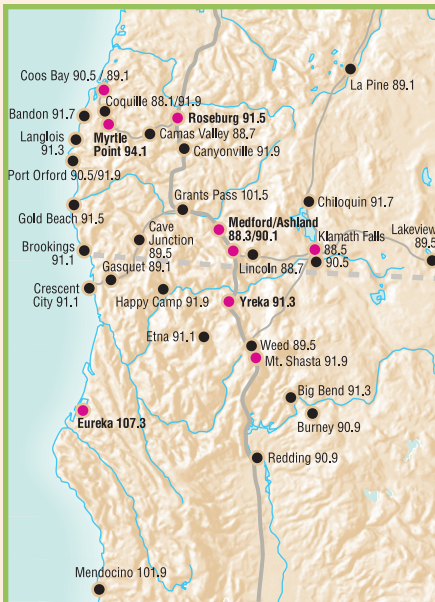 La Pine 89.1
Coos Bay 90.5 / 89.1
Coquille 88.1/91.9
Bandon 91.7
Roseburg 91.5
Langlois
91.3
Myrtle
Point 94.1
Camas Valley 88.7
Canyonville 91.9
Port Orford 90.5/91.9
Grants Pass 101.5
Chiloquin 91.7
Gold Beach 91.5
Cave
Junction
89.5
Medford/Ashland
88.3/90.1
Klamath Falls
88.5
90.5
Lakeview
89.5
Brookings
91.1
Lincoln 88.7
Gasquet 89.1
Crescent
City 91.1
Happy Camp 91.9
Yreka 91.3
Etna 91.1
Weed 89.5
Mt. Shasta 91.9
Big Bend 91.3
Burney 90.9
Eureka 107.3
Redding 90.9
Mendocino 101.9